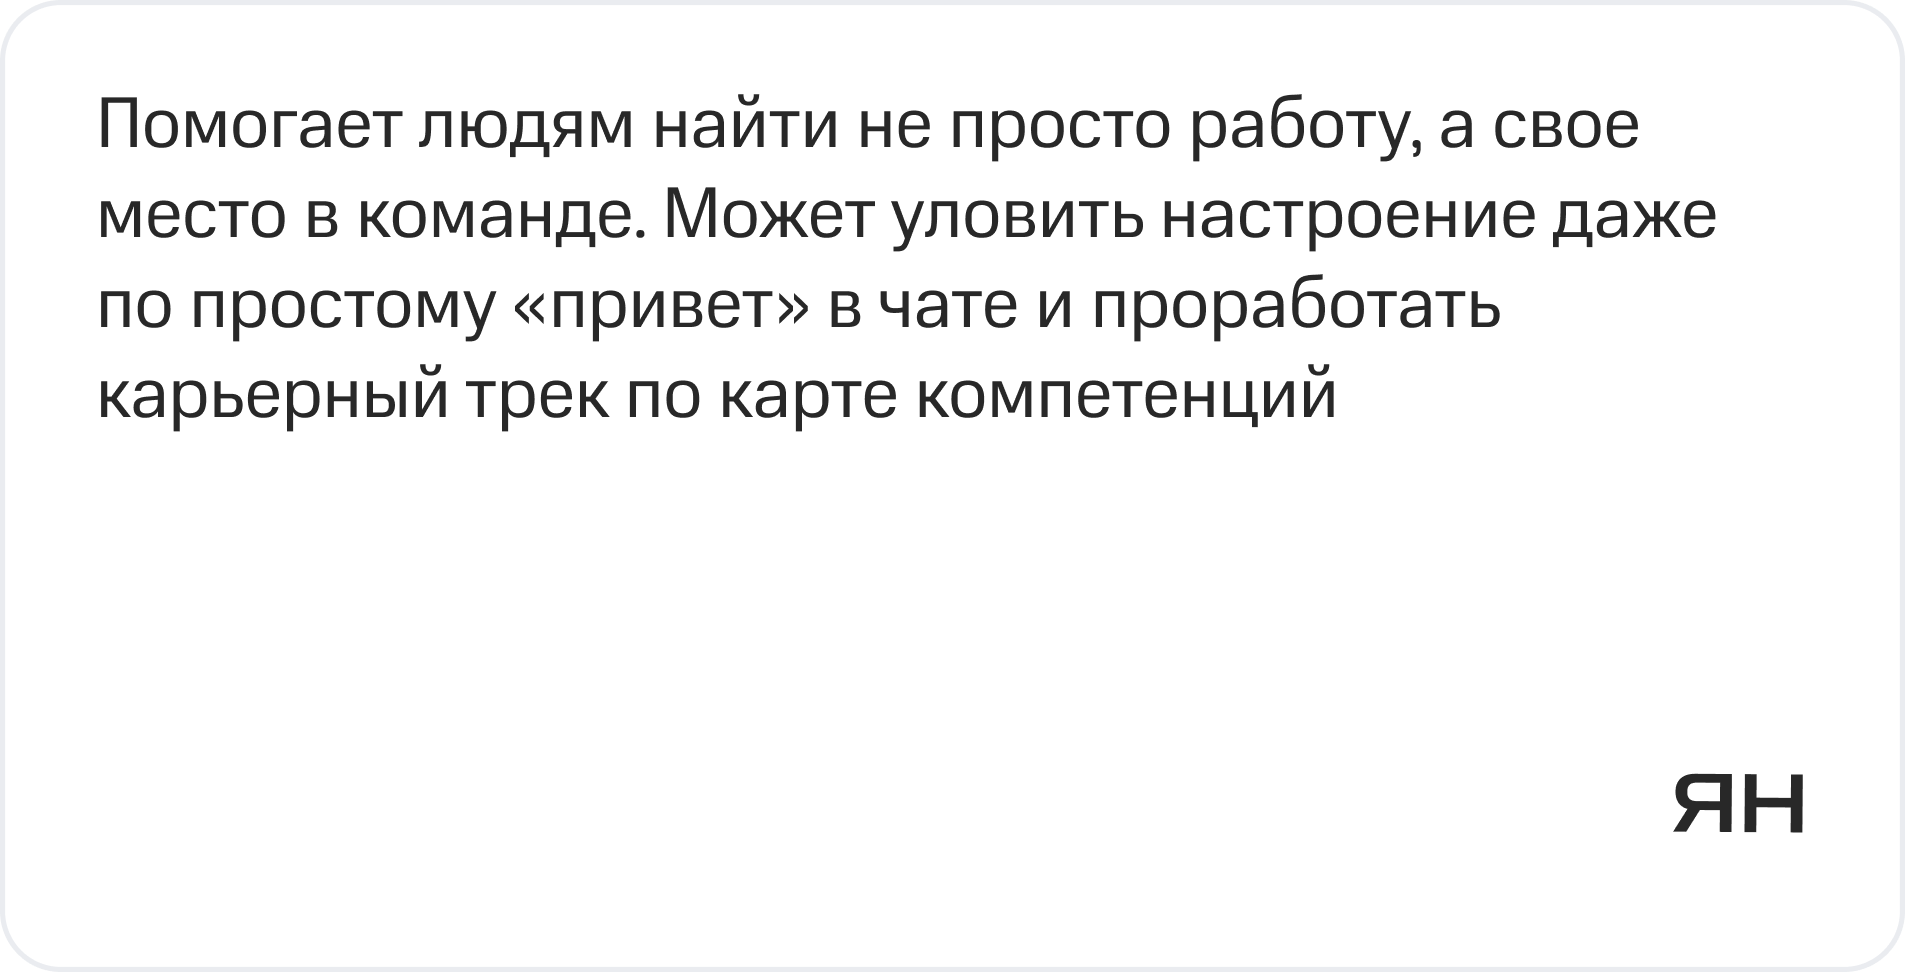 Помогает людям найти не просто работу, а свое
место в команде. Может уловить настроение даже
по простому «привет» в чате и проработать
карьерный трек по карте компетенций
ЯН